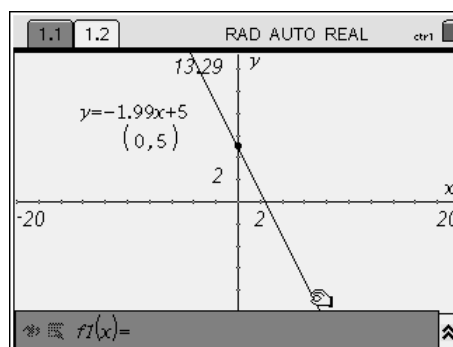 1.1 1.2 RAD AUTO REAL ctrl
13.29 y
y=-1.99x+5
(0,5)
2
x
-20 2 20
f1(x)=